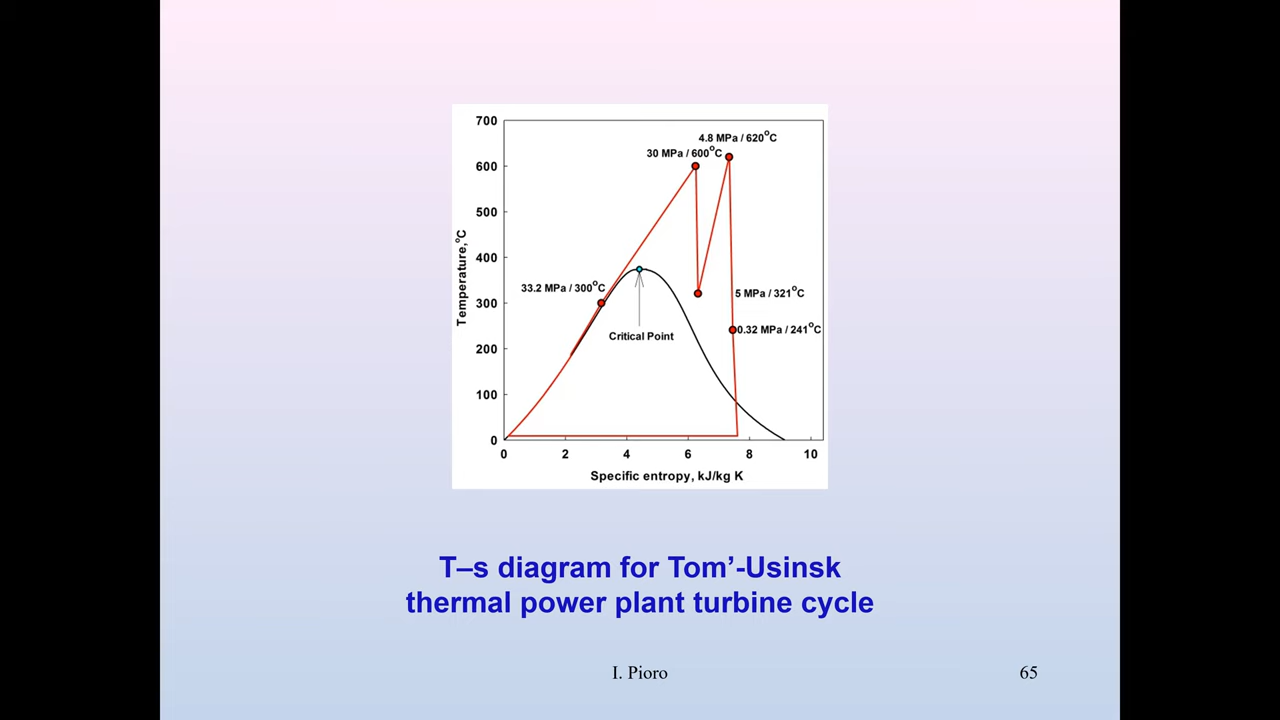 700
600
500
400
300
200
100
0
0
2
4
6
8
10
Temperature,°C
Specific entropy, kJ/kg K
4.8 MPa / 620°C
30 MPa / 600°C
33.2 MPa / 300°C
5 MPa / 321°C
0.32 MPa / 241°C
Critical Point
T–s diagram for Tom’-Usinsk
thermal power plant turbine cycle
I. Pioro
65